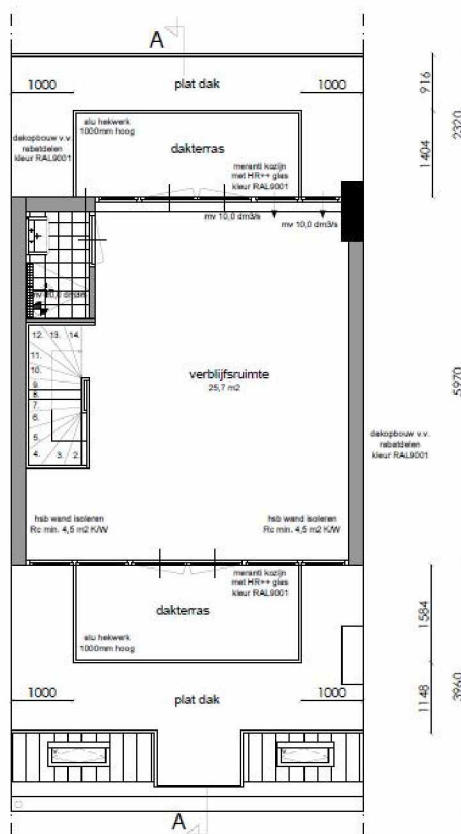 A
1000
plat dak
1000
916
2320
alu hekwerk
1000mm hoog
dakopbouw v.v.
rabatdelen
kleur RAL9001
dakterras
1404
meranti kozijn
met HR++ glas
kleur RAL9001
mv 10,0 dm3/s
mv 10,0 dm3/s
12.
13.
14.
11.
10.
9.
8.
7.
6.
5.
4.
3.
2.
verblijfsruimte
25,7 m2
5970
dakopbouw v.v.
rabatdelen
kleur RAL9001
hsb wand isoleren
Rc min. 4,5 m2 K/W
hsb wand isoleren
Rc min. 4,5 m2 K/W
meranti kozijn
met HR++ glas
kleur RAL9001
dakterras
1584
alu hekwerk
1000mm hoog
1000
plat dak
1000
1148
3960
A